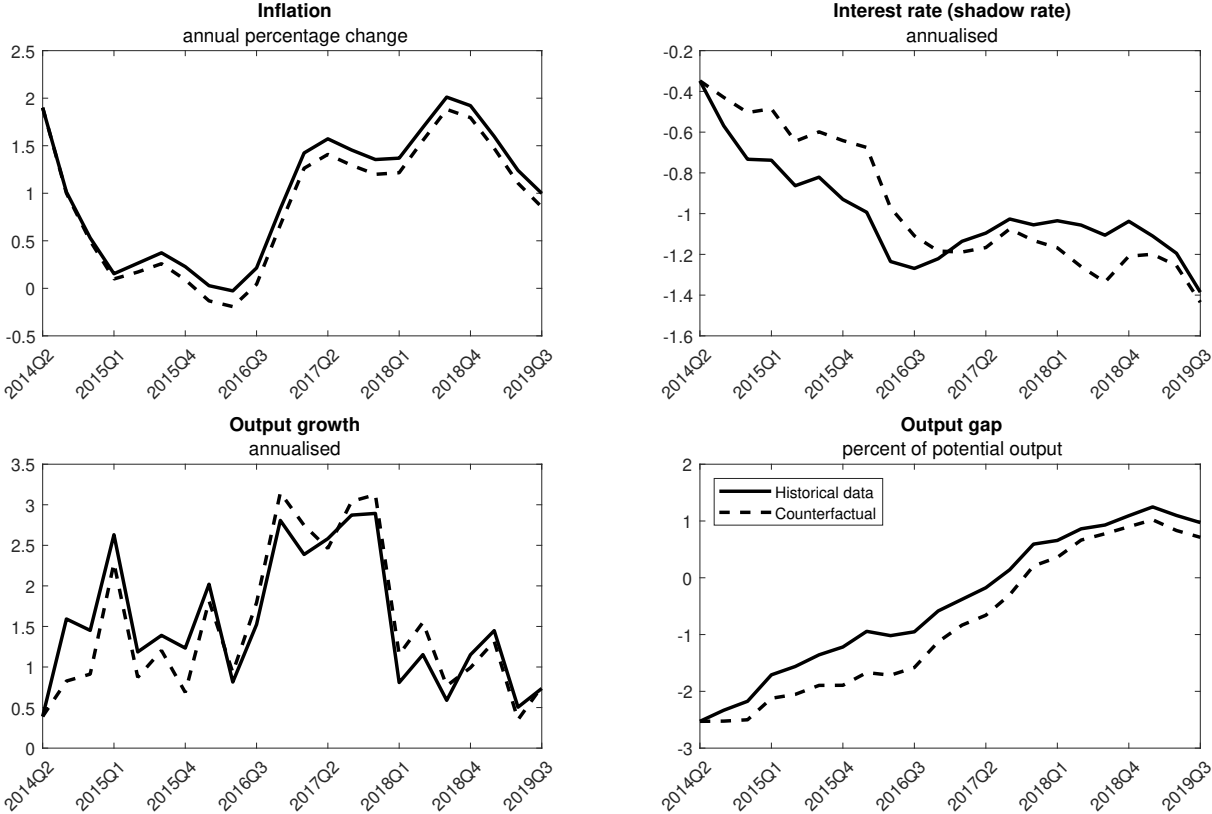 Inflation
annual percentage change
2.5
2
1.5
1
0.5
0
-0.5
2014Q2
2015Q1
2015Q4
2016Q3
2017Q2
2018Q1
2018Q4
2019Q3
Interest rate (shadow rate)
annualised
-0.2
-0.4
-0.6
-0.8
-1
-1.2
-1.4
-1.6
2014Q2
2015Q1
2015Q4
2016Q3
2017Q2
2018Q1
2018Q4
2019Q3
Output growth
annualised
3.5
3
2.5
2
1.5
1
0.5
0
2014Q2
2015Q1
2015Q4
2016Q3
2017Q2
2018Q1
2018Q4
2019Q3
Output gap
percent of potential output
2
1
0
-1
-2
-3
Historical data
Counterfactual
2014Q2
2015Q1
2015Q4
2016Q3
2017Q2
2018Q1
2018Q4
2019Q3